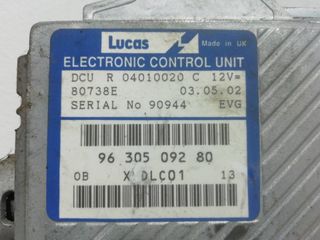 Lucas
Made in UK
ELECTRONIC CONTROL UNIT
DCU R 04010020 C 12V=
80738E 03.05.02
SERIAL No 90944 EVG
96 305 092 80
0B X DLC01 13